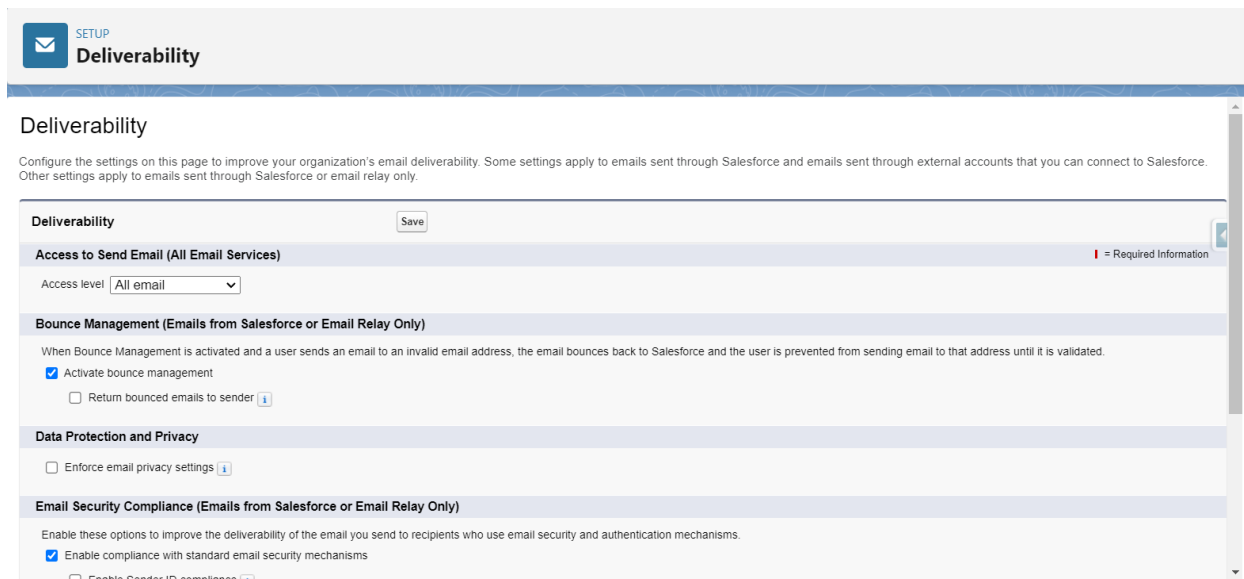 SETUP
Deliverability
Deliverability
Configure the settings on this page to improve your organization's email deliverability. Some settings apply to emails sent through Salesforce and emails sent through external accounts that you can connect to Salesforce.
Other settings apply to emails sent through Salesforce or email relay only.
Deliverability Save
Access to Send Email (All Email Services) = Required Information
Access level All email
Bounce Management (Emails from Salesforce or Email Relay Only)
When Bounce Management is activated and a user sends an email to an invalid email address, the email bounces back to Salesforce and the user is prevented from sending email to that address until it is validated.
Activate bounce management
Return bounced emails to sender i
Data Protection and Privacy
Enforce email privacy settings i
Email Security Compliance (Emails from Salesforce or Email Relay Only)
Enable these options to improve the deliverability of the email you send to recipients who use email security and authentication mechanisms.
Enable compliance with standard email security mechanisms
Enable Sender ID compliance